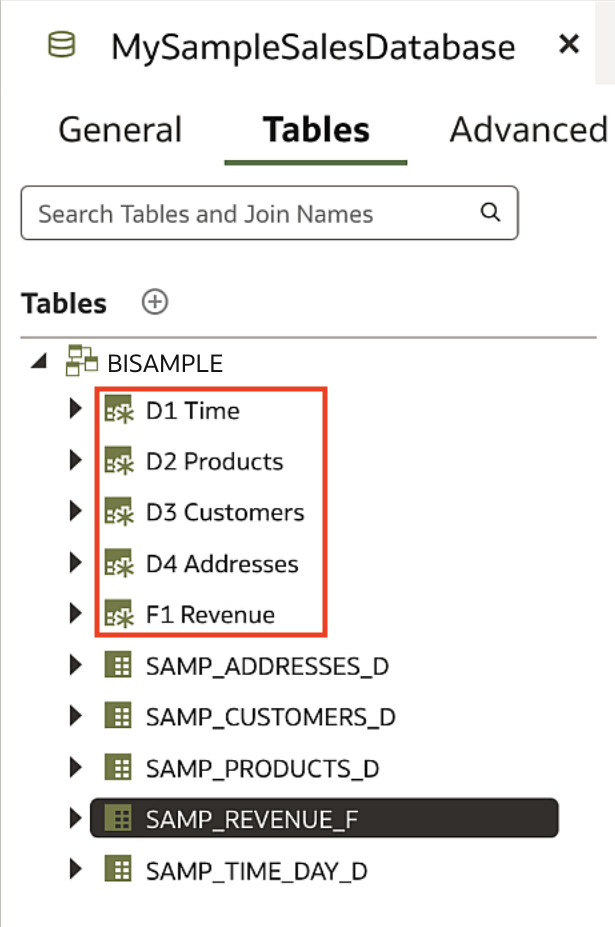 MySampleSalesDatabase
General Tables Advanced
Search Tables and Join Names
Tables
BISAMPLE
D1 Time
D2 Products
D3 Customers
D4 Addresses
F1 Revenue
SAMP_ADDRESSES_D
SAMP_CUSTOMERS_D
SAMP_PRODUCTS_D
SAMP_REVENUE_F
SAMP_TIME_DAY_D